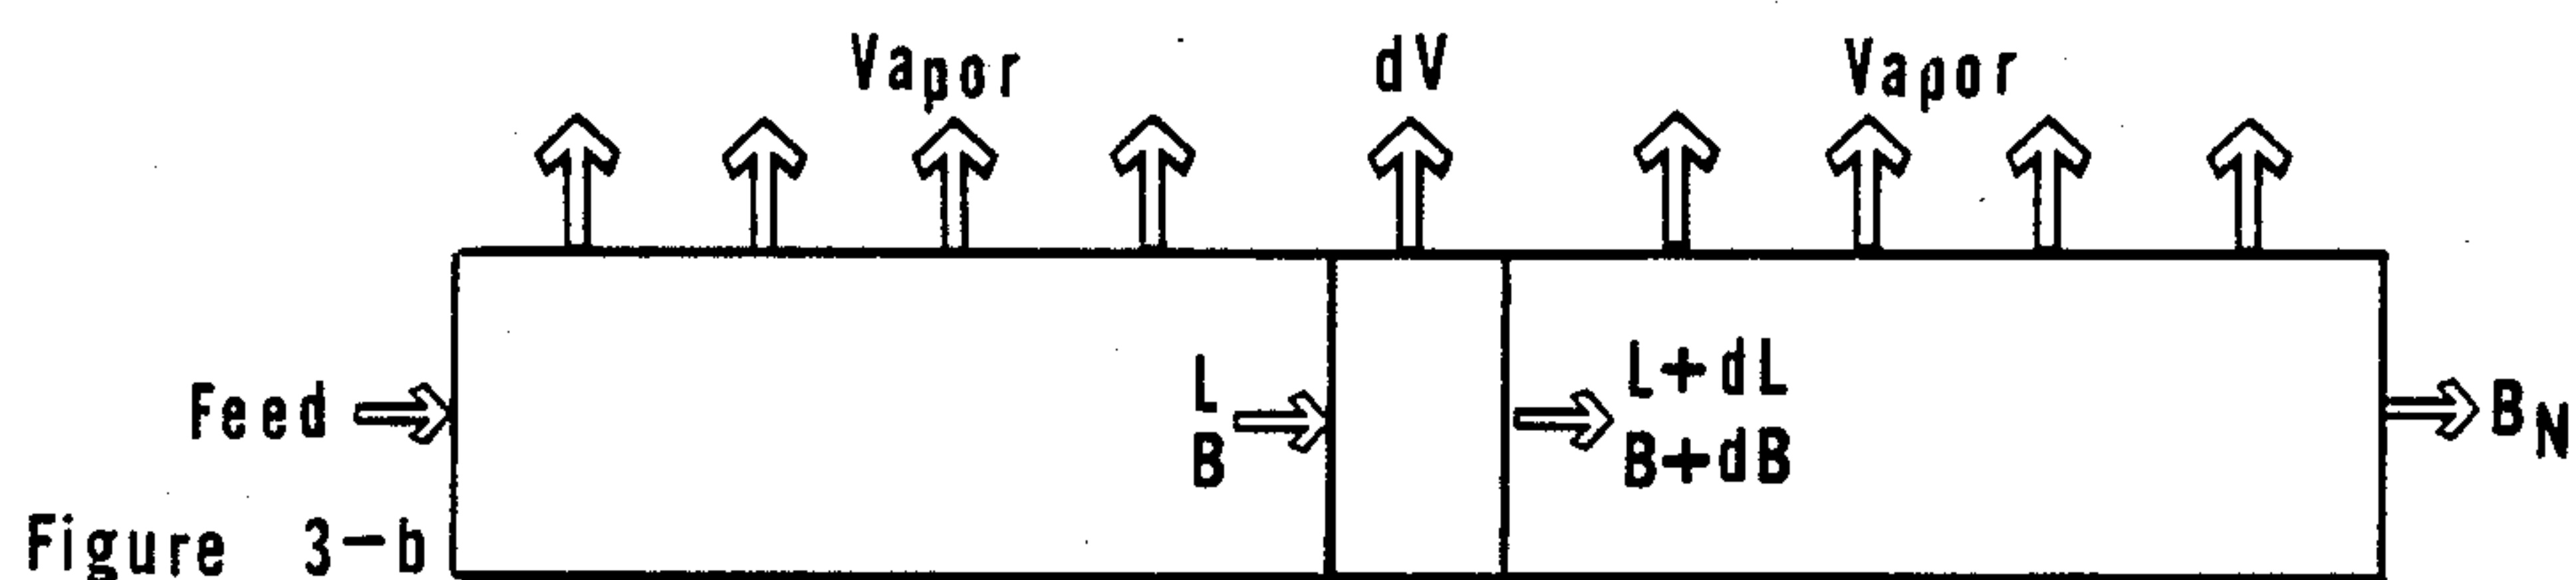 Vapor dV Vapor
Feed
L
B
L+dL
B+dB
B_N
Figure 3-b